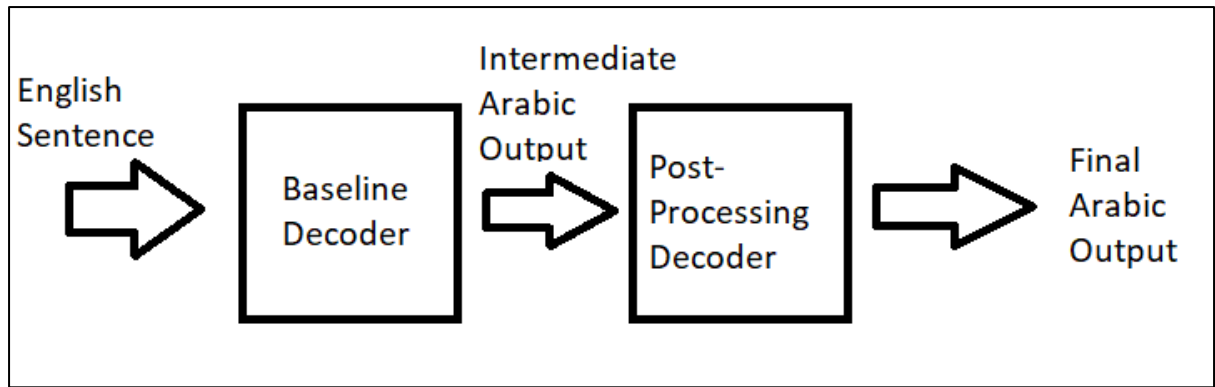 English
Sentence
Baseline
Decoder
Intermediate
Arabic
Output
Post-
Processing
Decoder
Final
Arabic
Output